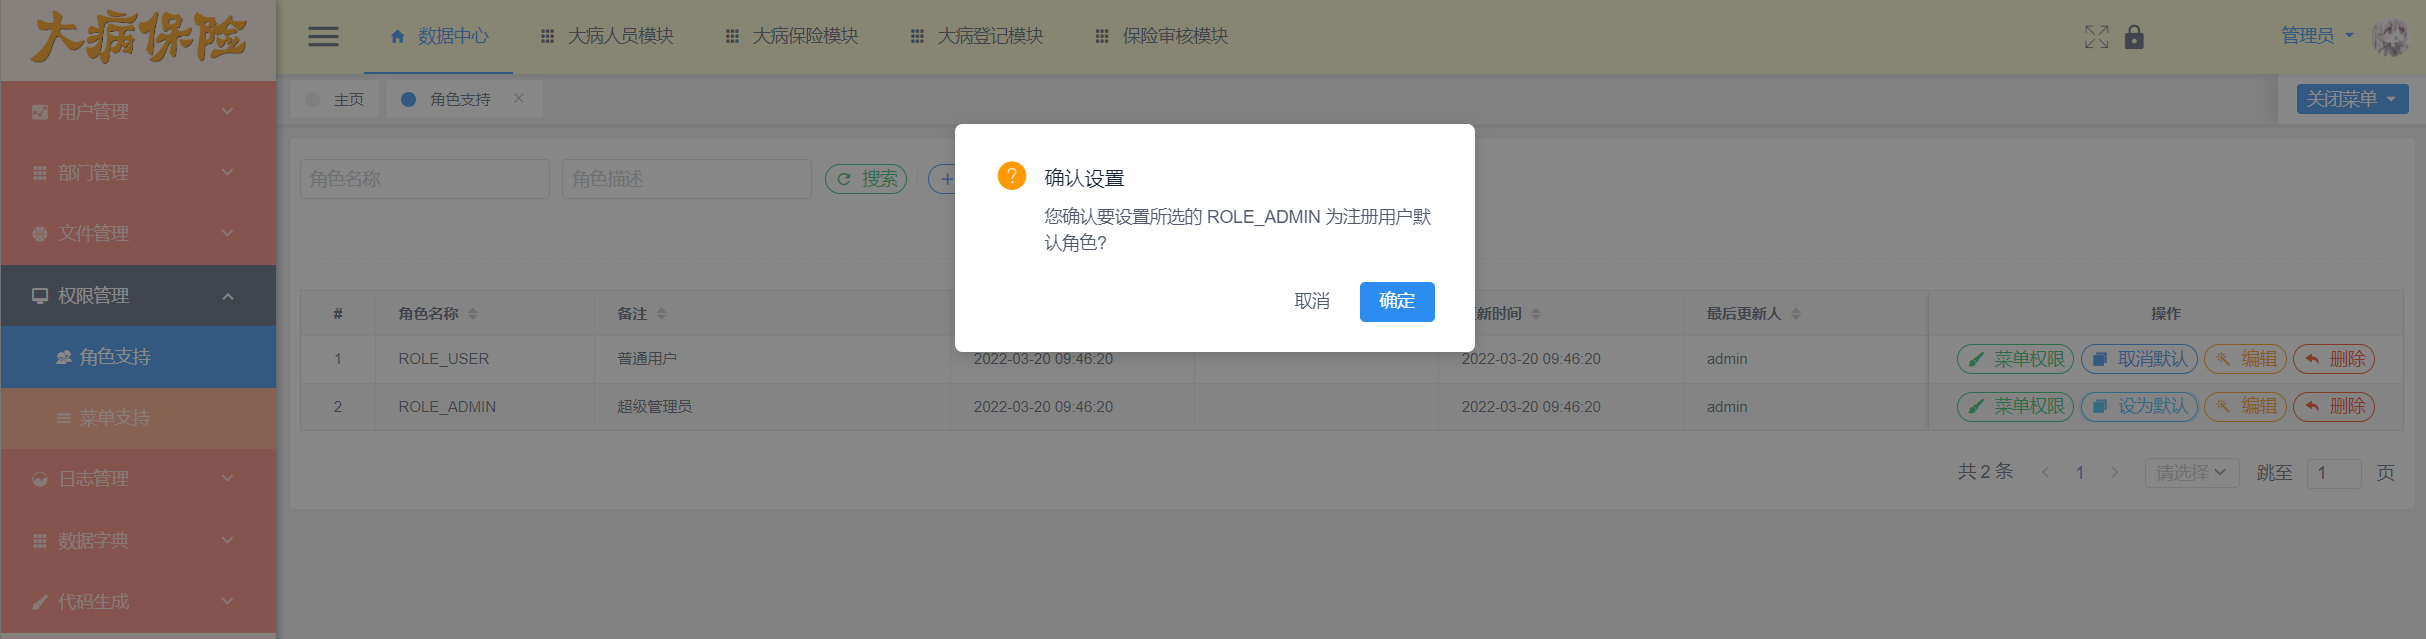 大病保险
数据中心
大病人员模块
大病保险模块
大病登记模块
保险审核模块
管理员
用户管理
部门管理
文件管理
权限管理
角色支持
菜单支持
日志管理
数据字典
代码生成
主页
角色支持
关闭菜单
角色名称
角色描述
搜索
确认设置
您确认要设置所选的 ROLE_ADMIN 为注册用户默
认角色?
取消
确定
# 角色名称 备注 新时间 最后更新人 操作
1 ROLE_USER 普通用户 2022-03-20 09:46:20 2022-03-20 09:46:20 admin 菜单权限 取消默认 编辑 删除
2 ROLE_ADMIN 超级管理员 2022-03-20 09:46:20 2022-03-20 09:46:20 admin 菜单权限 设为默认 编辑 删除
共 2 条 1 请选择 跳至 1 页